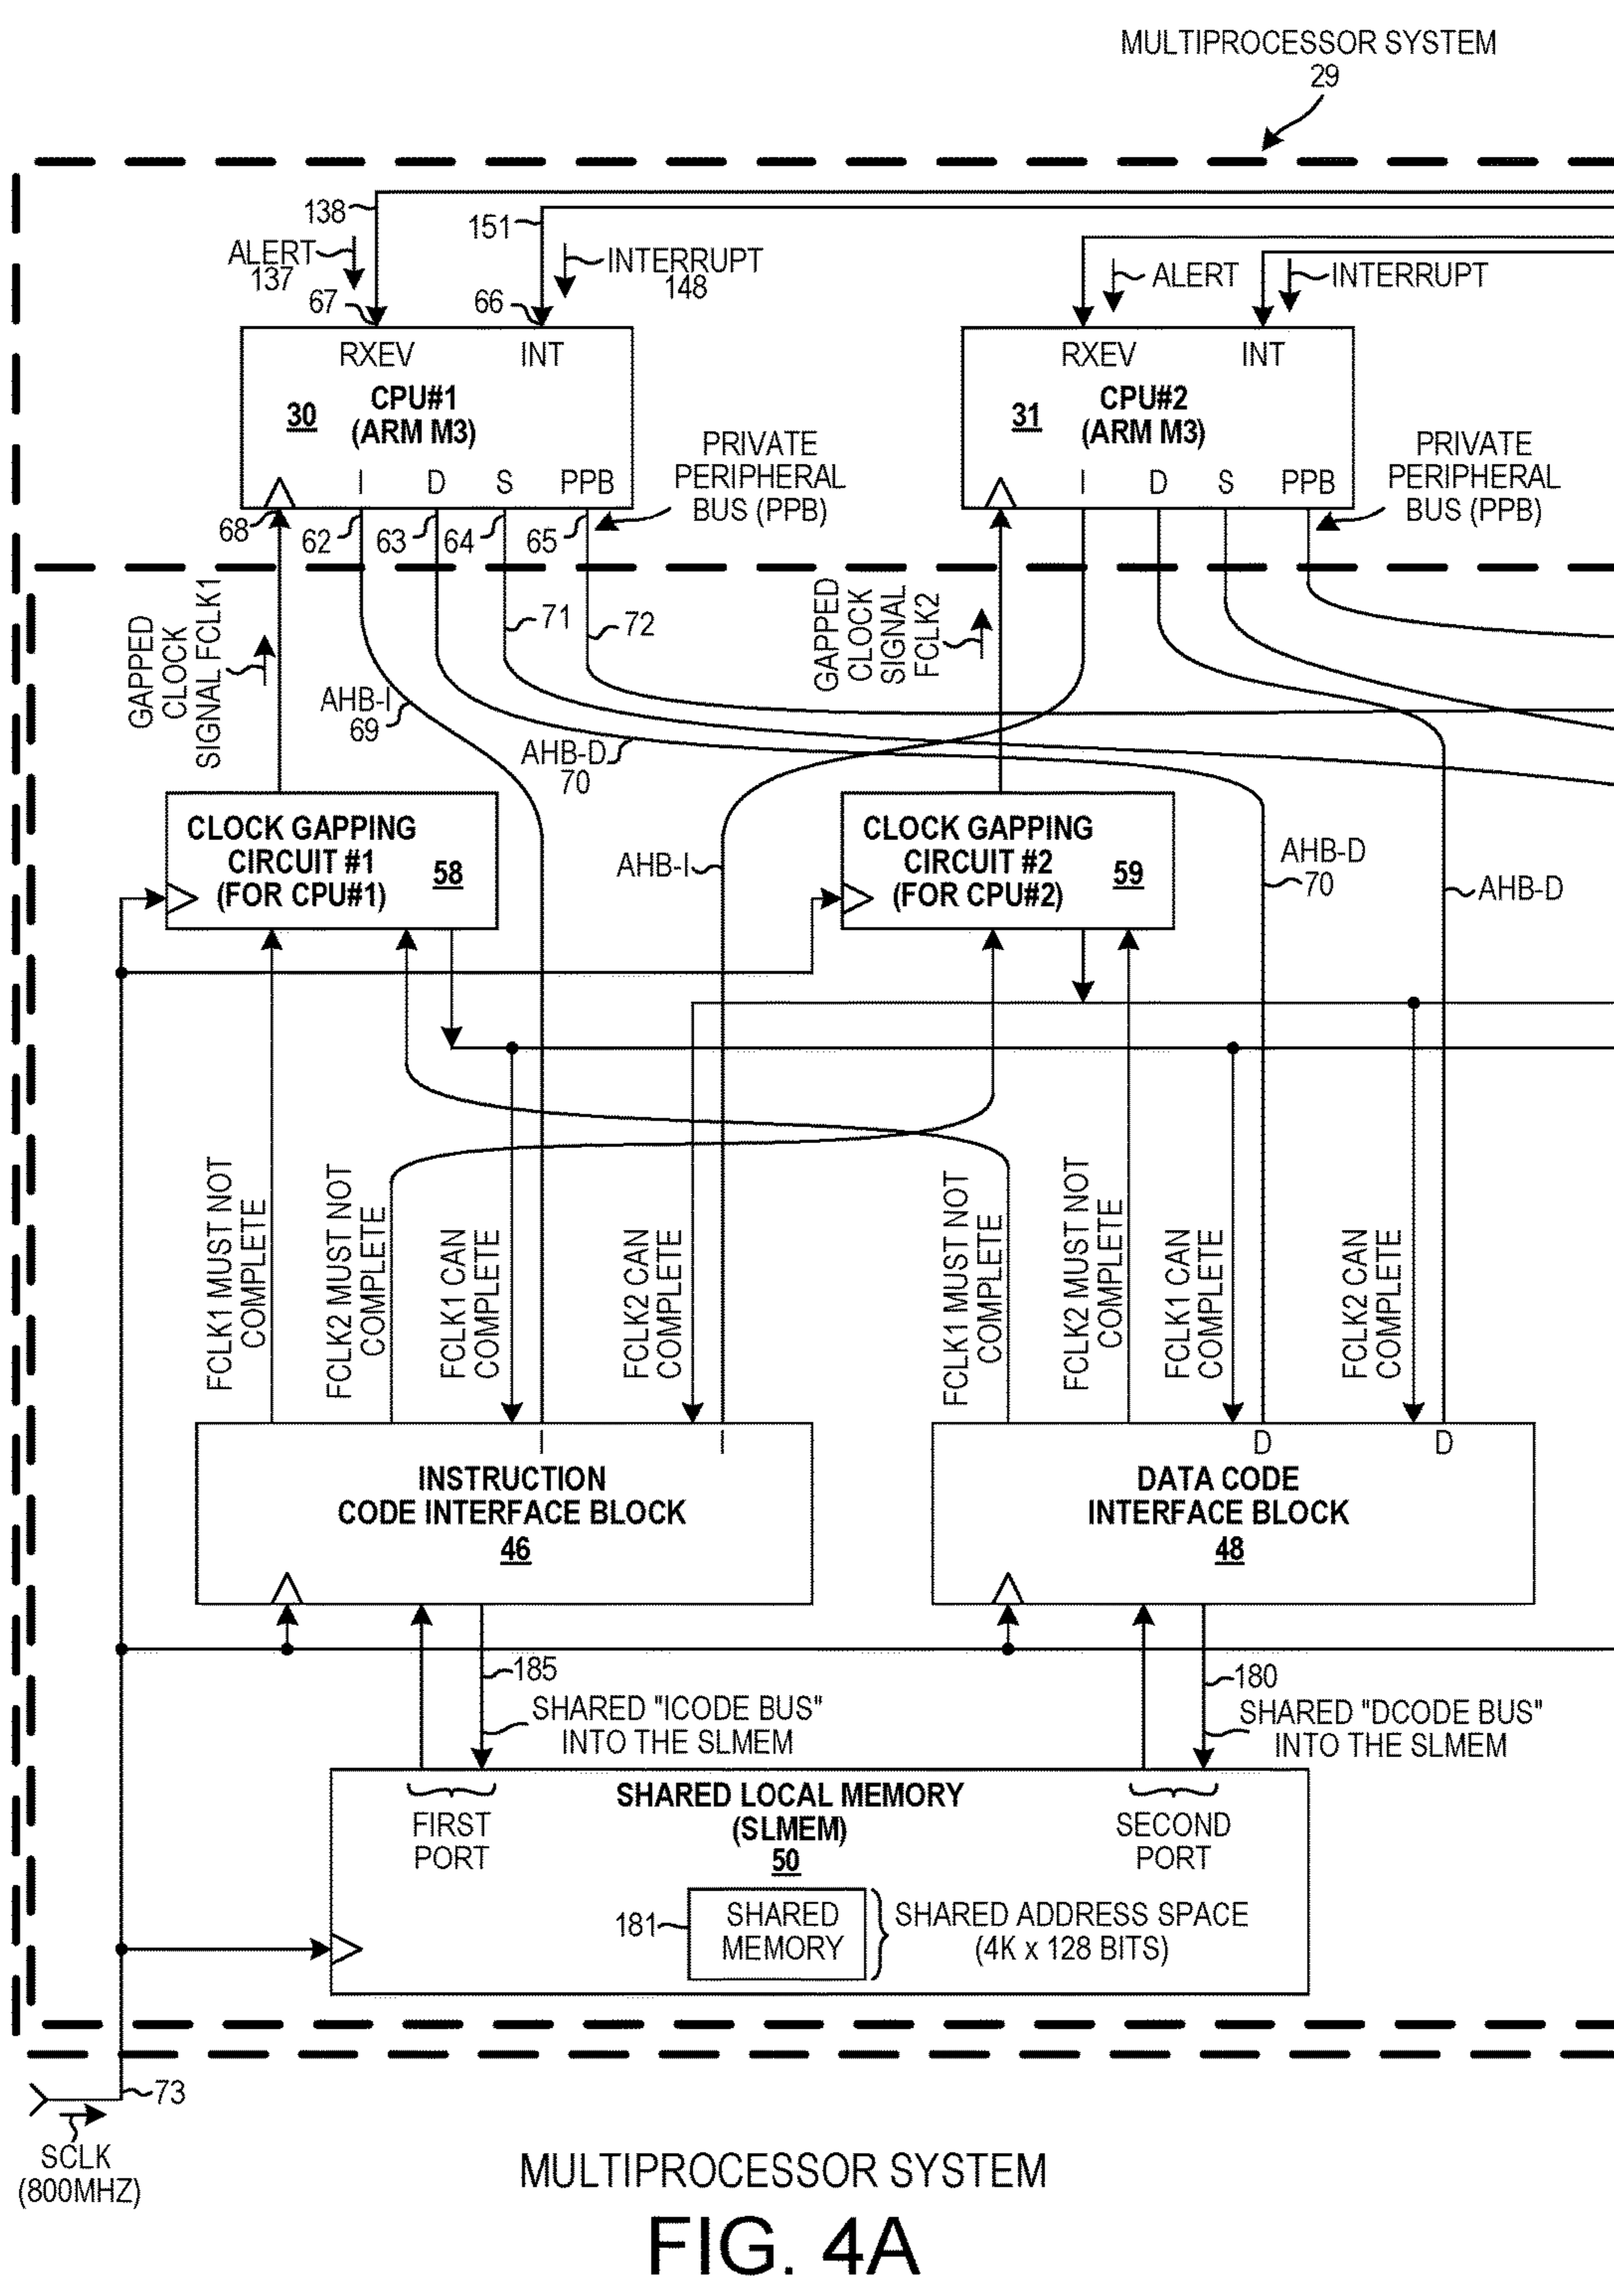 MULTIPROCESSOR SYSTEM
29
138
151
ALERT
137
INTERRUPT
148
ALERT
INTERRUPT
67
66
RXEV
INT
RXEV
INT
30
CPU#1
(ARM M3)
31
CPU#2
(ARM M3)
PRIVATE
PERIPHERAL
BUS (PPB)
PRIVATE
PERIPHERAL
BUS (PPB)
I
D
S
PPB
I
D
S
PPB
68
62
63
64
65
GAPPED
CLOCK
SIGNAL FCLK1
71
72
GAPPED
CLOCK
SIGNAL
FCLK2
AHB-I
69
AHB-D
70
CLOCK GAPPING
CIRCUIT #1
(FOR CPU#1)
58
CLOCK GAPPING
CIRCUIT #2
(FOR CPU#2)
59
AHB-I
AHB-D
70
AHB-D
FCLK1 MUST NOT
COMPLETE
FCLK2 MUST NOT
COMPLETE
FCLK1 CAN
COMPLETE
FCLK2 CAN
COMPLETE
FCLK1 MUST NOT
COMPLETE
FCLK2 MUST NOT
COMPLETE
FCLK1 CAN
COMPLETE
FCLK2 CAN
COMPLETE
I
I
D
D
INSTRUCTION
CODE INTERFACE BLOCK
46
DATA CODE
INTERFACE BLOCK
48
185
SHARED "ICODE BUS"
INTO THE SLMEM
180
SHARED "DCODE BUS"
INTO THE SLMEM
FIRST
PORT
SHARED LOCAL MEMORY
(SLMEM)
50
SECOND
PORT
181
SHARED
MEMORY
SHARED ADDRESS SPACE
(4K x 128 BITS)
73
SCLK
(800MHZ)
MULTIPROCESSOR SYSTEM
FIG. 4A